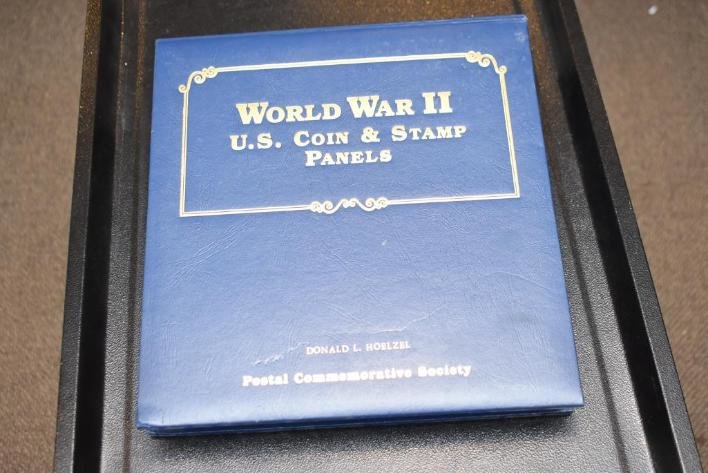 WORLD WAR II
U.S. COIN & STAMP
PANELS
DONALD L. HOELZEL
Postal Commemorative Society